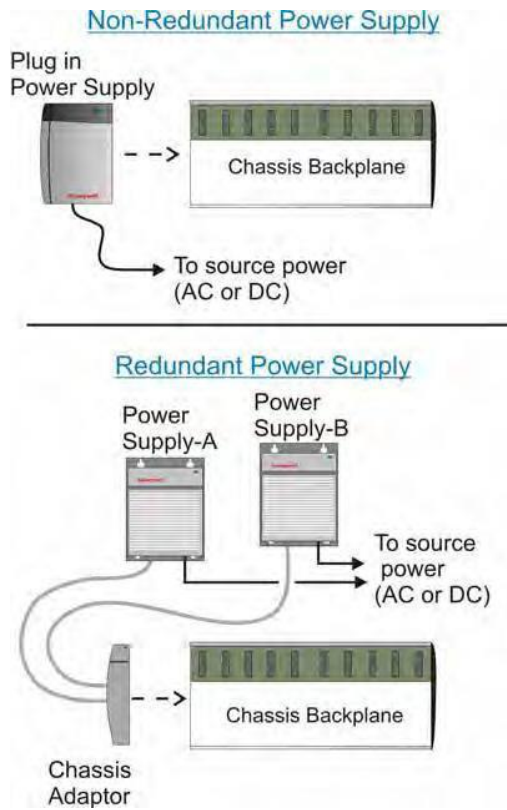 Non-Redundant Power Supply
Plug in
Power Supply
Chassis Backplane
To source power
(AC or DC)
Redundant Power Supply
Power
Supply-A
Power
Supply-B
To source
power
(AC or DC)
Chassis Backplane
Chassis
Adaptor